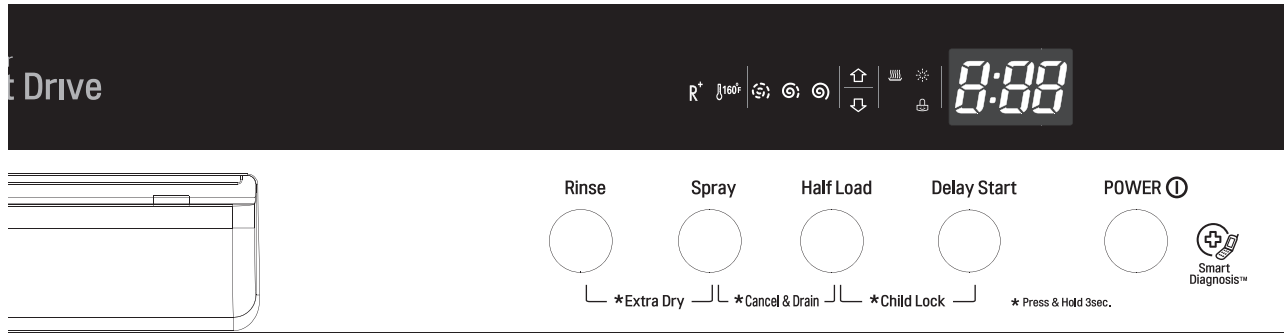 t Drive
R+ 160°F 8:88
Rinse Spray Half Load Delay Start POWER
*Extra Dry *Cancel & Drain *Child Lock * Press & Hold 3sec.
Smart
Diagnosis™